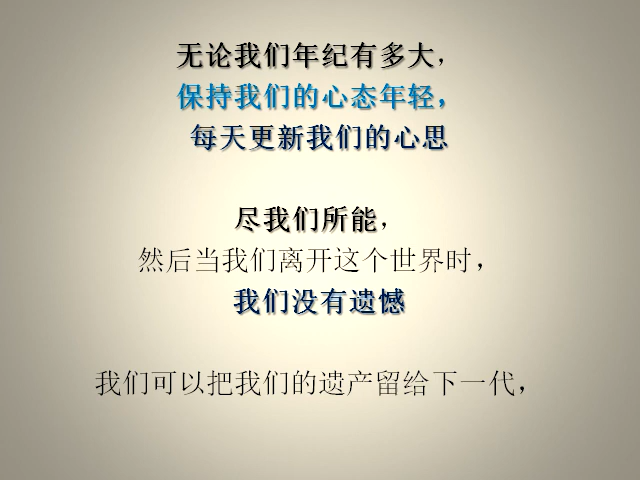 无论我们年纪有多大，
保持我们的心态年轻，
每天更新我们的心思
尽我们所能，
然后当我们离开这个世界时，
我们没有遗憾
我们可以把我们的遗产留给下一代，